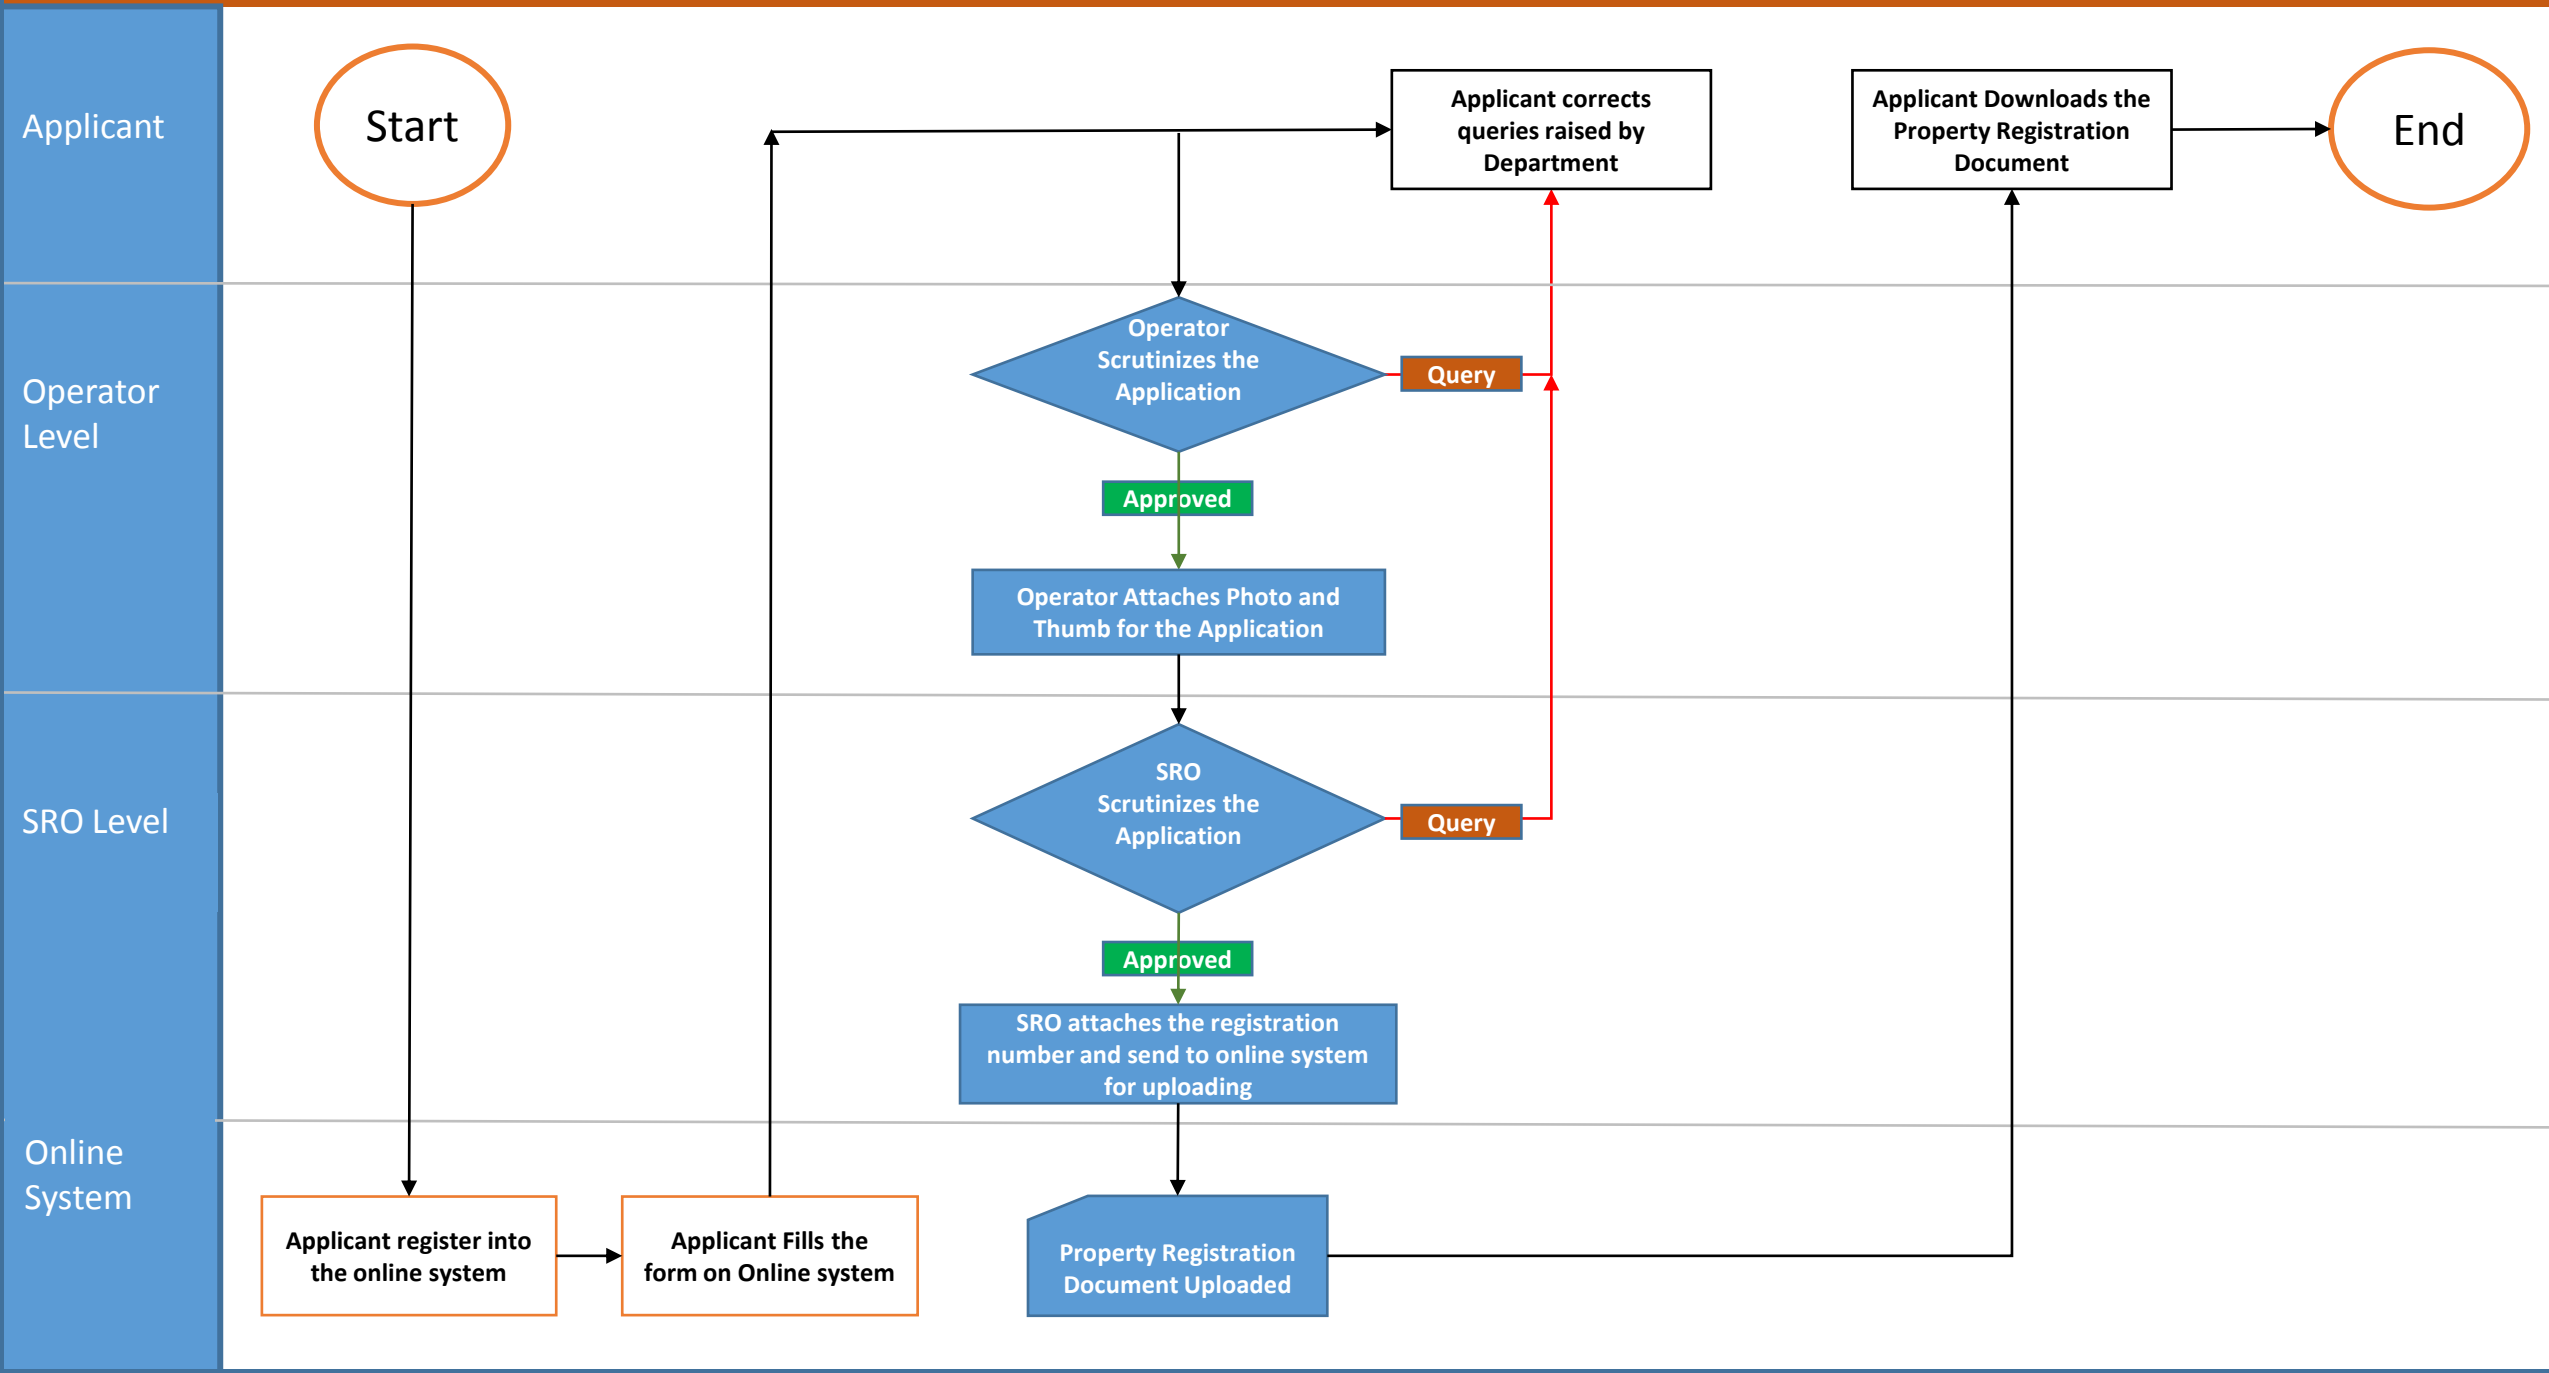 Applicant
Start
Applicant corrects
queries raised by
Department
Applicant Downloads the
Property Registration
Document
End
Operator
Level
Operator
Scrutinizes the
Application
Query
Approved
Operator Attaches Photo and
Thumb for the Application
SRO Level
SRO
Scrutinizes the
Application
Query
Approved
SRO attaches the registration
number and send to online system
for uploading
Online
System
Applicant register into
the online system
Applicant Fills the
form on Online system
Property Registration
Document Uploaded